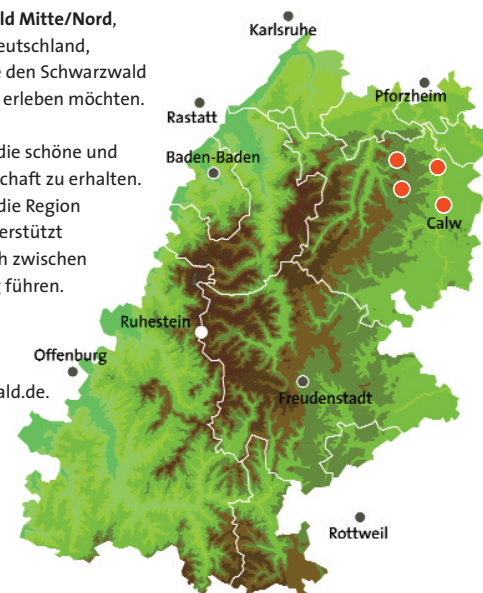 ld Mitte/Nord,
eutschland,
e den Schwarzwald
erleben möchten.
die schöne und
schaft zu erhalten.
die Region
erstützt
h zwischen
g führen.
ald.de.
Karlsruhe
Pforzheim
Rastatt
Baden-Baden
Calw
Ruhestein
Offenburg
Freudenstadt
Rottweil